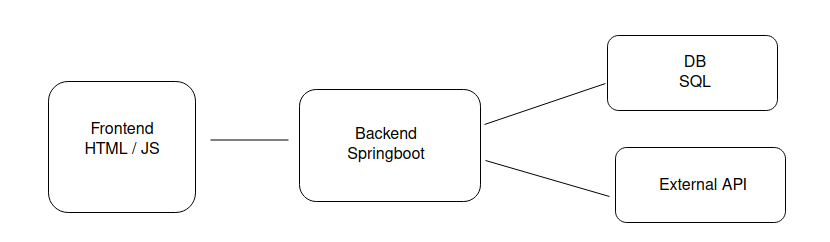 Frontend
HTML / JS
Backend
Springboot
DB
SQL
External API